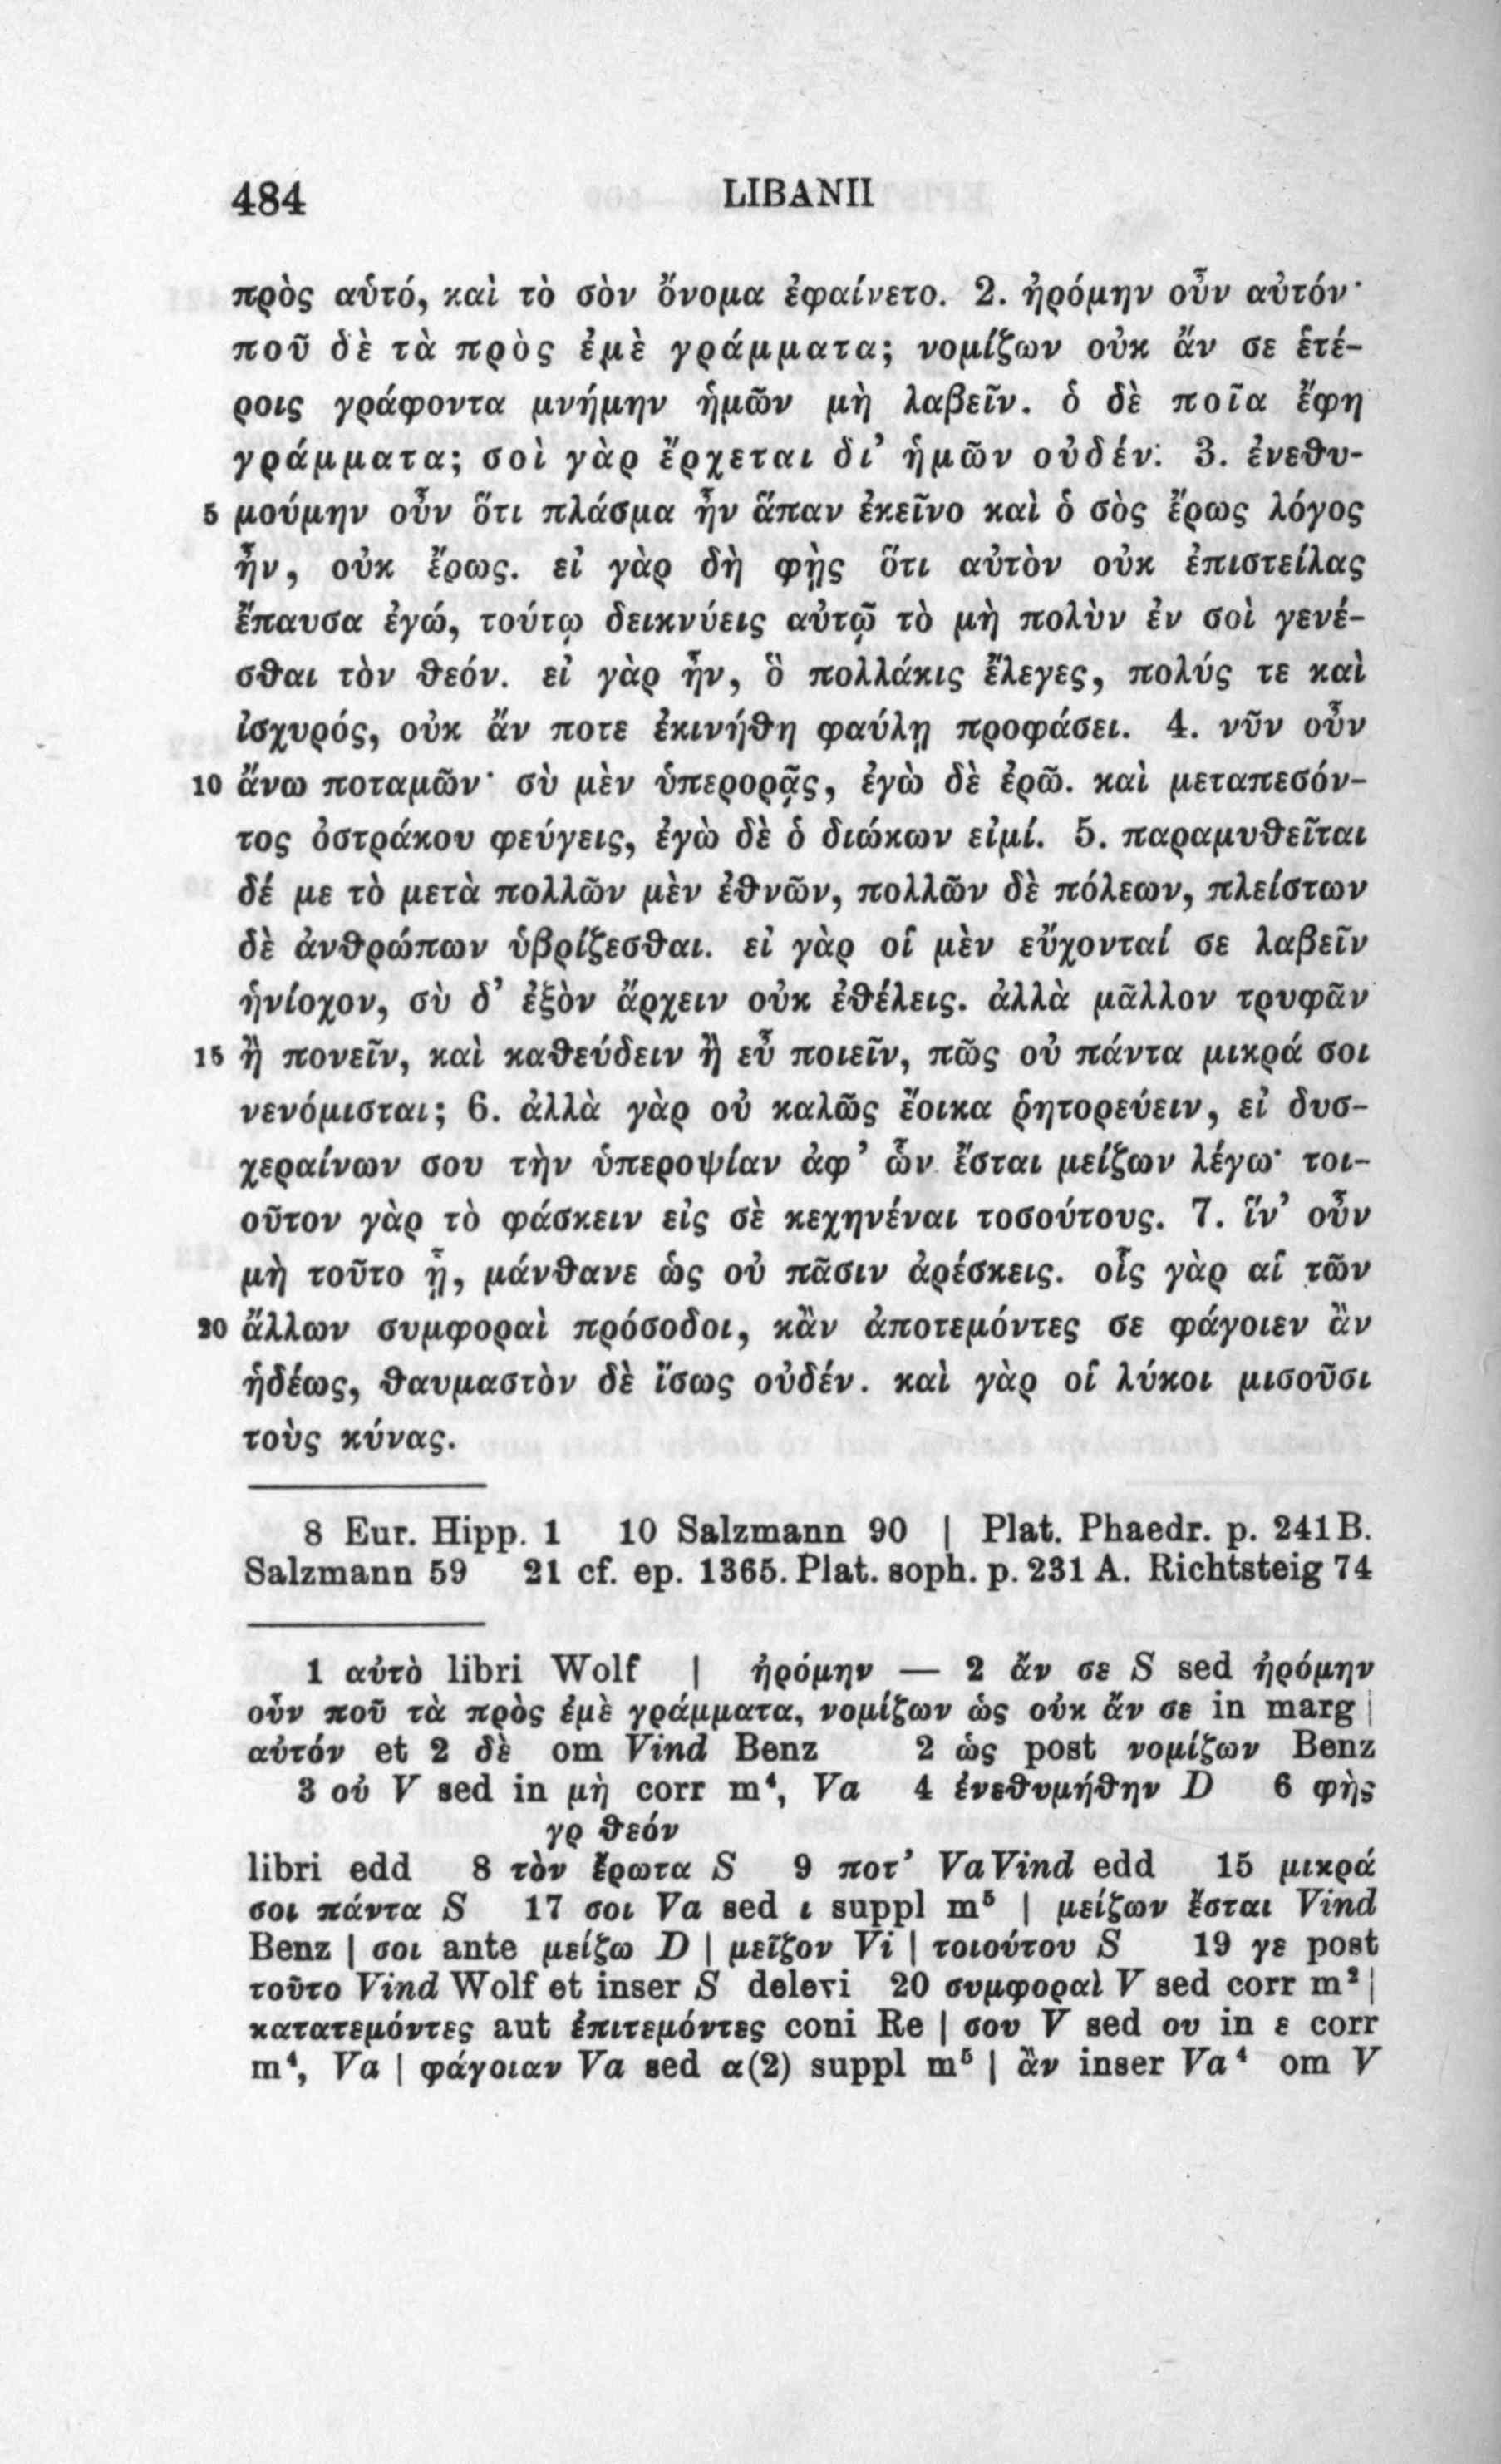 484 LIBANII
πρὸς αὑτό, καὶ τὸ σὸν ὄνομα ἐφαίνετο. 2. ἠρόμην οὖν αὐτόν·
ποῦ δὲ τὰ πρὸς ἐμὲ γράμματα; νομίζων οὐκ ἄν σε ἑτέ-
ροις γράφοντα μνήμην ἡμῶν μὴ λαβεῖν. ὁ δὲ ποῖα ἔφη
γράμματα; σοὶ γὰρ ἔρχεται δι’ ἡμῶν οὐδέν. 3. ἐνεθυ-
5 μούμην οὖν ὅτι πλάσμα ἦν ἅπαν ἐκεῖνο καὶ ὁ σὸς ἔρως λόγος
ἦν, οὐκ ἔρως. εἰ γὰρ δὴ φῂς ὅτι αὐτὸν οὐκ ἐπιστείλας
ἔπαυσα ἐγώ, τούτῳ δεικνύεις αὐτῷ τὸ μὴ πολὺν ἐν σοὶ γενέ-
σθαι τὸν θεόν. εἰ γὰρ ἦν, ὃ πολλάκις ἔλεγες, πολύς τε καὶ
ἰσχυρός, οὐκ ἄν ποτε ἐκινήθη φαύλῃ προφάσει. 4. νῦν οὖν
10 ἄνω ποταμῶν· σὺ μὲν ὑπερορᾷς, ἐγὼ δὲ ἐρῶ. καὶ μεταπεσόν-
τος ὀστράκου φεύγεις, ἐγὼ δὲ ὁ διώκων εἰμί. 5. παραμυθεῖται
δέ με τὸ μετὰ πολλῶν μὲν ἐθνῶν, πολλῶν δὲ πόλεων, πλείστων
δὲ ἀνθρώπων ὑβρίζεσθαι. εἰ γὰρ οἱ μὲν εὔχονταί σε λαβεῖν
ἡνίοχον, σὺ δ’ ἐξὸν ἄρχειν οὐκ ἐθέλεις. ἀλλὰ μᾶλλον τρυφᾶν
15 ἢ πονεῖν, καὶ καθεύδειν ἢ εὖ ποιεῖν, πῶς οὐ πάντα μικρά σοι
νενόμισται; 6. ἀλλὰ γὰρ οὐ καλῶς ἔοικα ῥητορεύειν, εἰ δυσ-
χεραίνων σου τὴν ὑπεροψίαν ἀφ’ ὧν ἔσται μείζων λέγω· τοι-
οῦτον γὰρ τὸ φάσκειν εἰς σὲ κεχηνέναι τοσούτους. 7. ἵν’ οὖν
μὴ τοῦτο ᾖ, μάνθανε ὡς οὐ πᾶσιν ἀρέσκεις. οἷς γὰρ αἱ τῶν
20 ἄλλων συμφοραὶ πρόσοδοι, κἂν ἀποτεμόντες σε φάγοιεν ἂν
ἡδέως, θαυμαστὸν δὲ ἴσως οὐδέν. καὶ γὰρ οἱ λύκοι μισοῦσι
τοὺς κύνας.
8 Eur. Hipp. 1 10 Salzmann 90 | Plat. Phaedr. p. 241 B.
Salzmann 59 21 cf. ep. 1365. Plat. soph. p. 231 A. Richtsteig 74
1 αὐτὸ libri Wolf | ἠρόμην — 2 ἄν σε S sed ἠρόμην
οὖν ποῦ τὰ πρὸς ἐμὲ γράμματα, νομίζων ὡς οὐκ ἄν σε in marg |
αὐτόν et 2 δὲ om Vind Benz 2 ὡς post νομίζων Benz
3 οὐ V sed in μὴ corr m⁴, Va 4 ἐνεθυμήθην D 6 φὴς
γρ θεόν
libri edd 8 τὸν ἔρωτα S 9 ποτ’ Va Vind edd 15 μικρά
σοι πάντα S 17 σοι Va sed ι suppl m⁵ | μείζων ἔσται Vind
Benz | σοι ante μείζω D | μεῖζον Vi | τοιούτου S 19 γε post
τοῦτο Vind Wolf et inser S delevi 20 συμφοραὶ V sed corr m² |
κατατεμόντες aut ἐπιτεμόντες coni Re | σου V sed ου in ε corr
m⁴, Va | φάγοιαν Va sed α(2) suppl m⁵ | ἂν inser Va⁴ om V